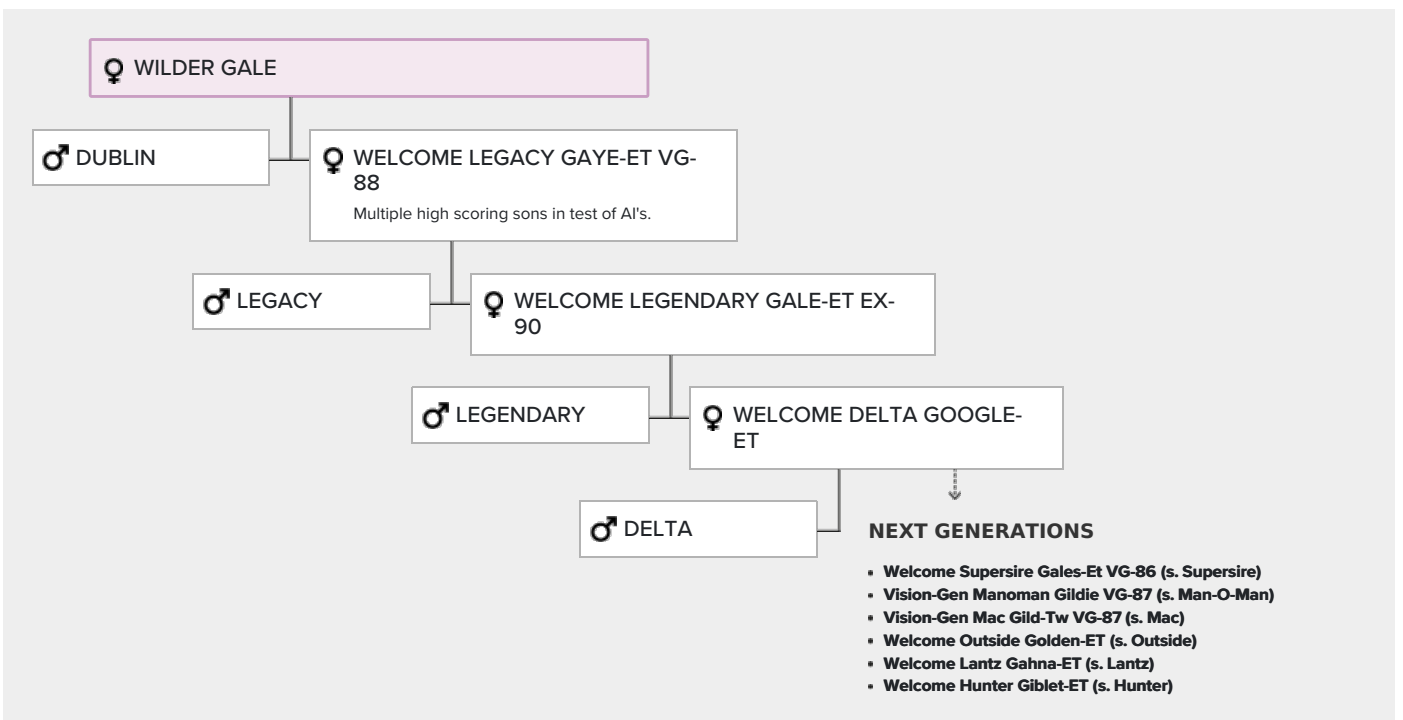 WILDER GALE
DUBLIN
WELCOME LEGACY GAYE-ET VG-
88
Multiple high scoring sons in test of AI's.
LEGACY
WELCOME LEGENDARY GALE-ET EX-
90
LEGENDARY
WELCOME DELTA GOOGLE-
ET
DELTA
NEXT GENERATIONS
• Welcome Supersire Gales-Et VG-86 (s. Supersire)
• Vision-Gen Manoman Gildie VG-87 (s. Man-O-Man)
• Vision-Gen Mac Gild-Tw VG-87 (s. Mac)
• Welcome Outside Golden-ET (s. Outside)
• Welcome Lantz Gahna-ET (s. Lantz)
• Welcome Hunter Giblet-ET (s. Hunter)